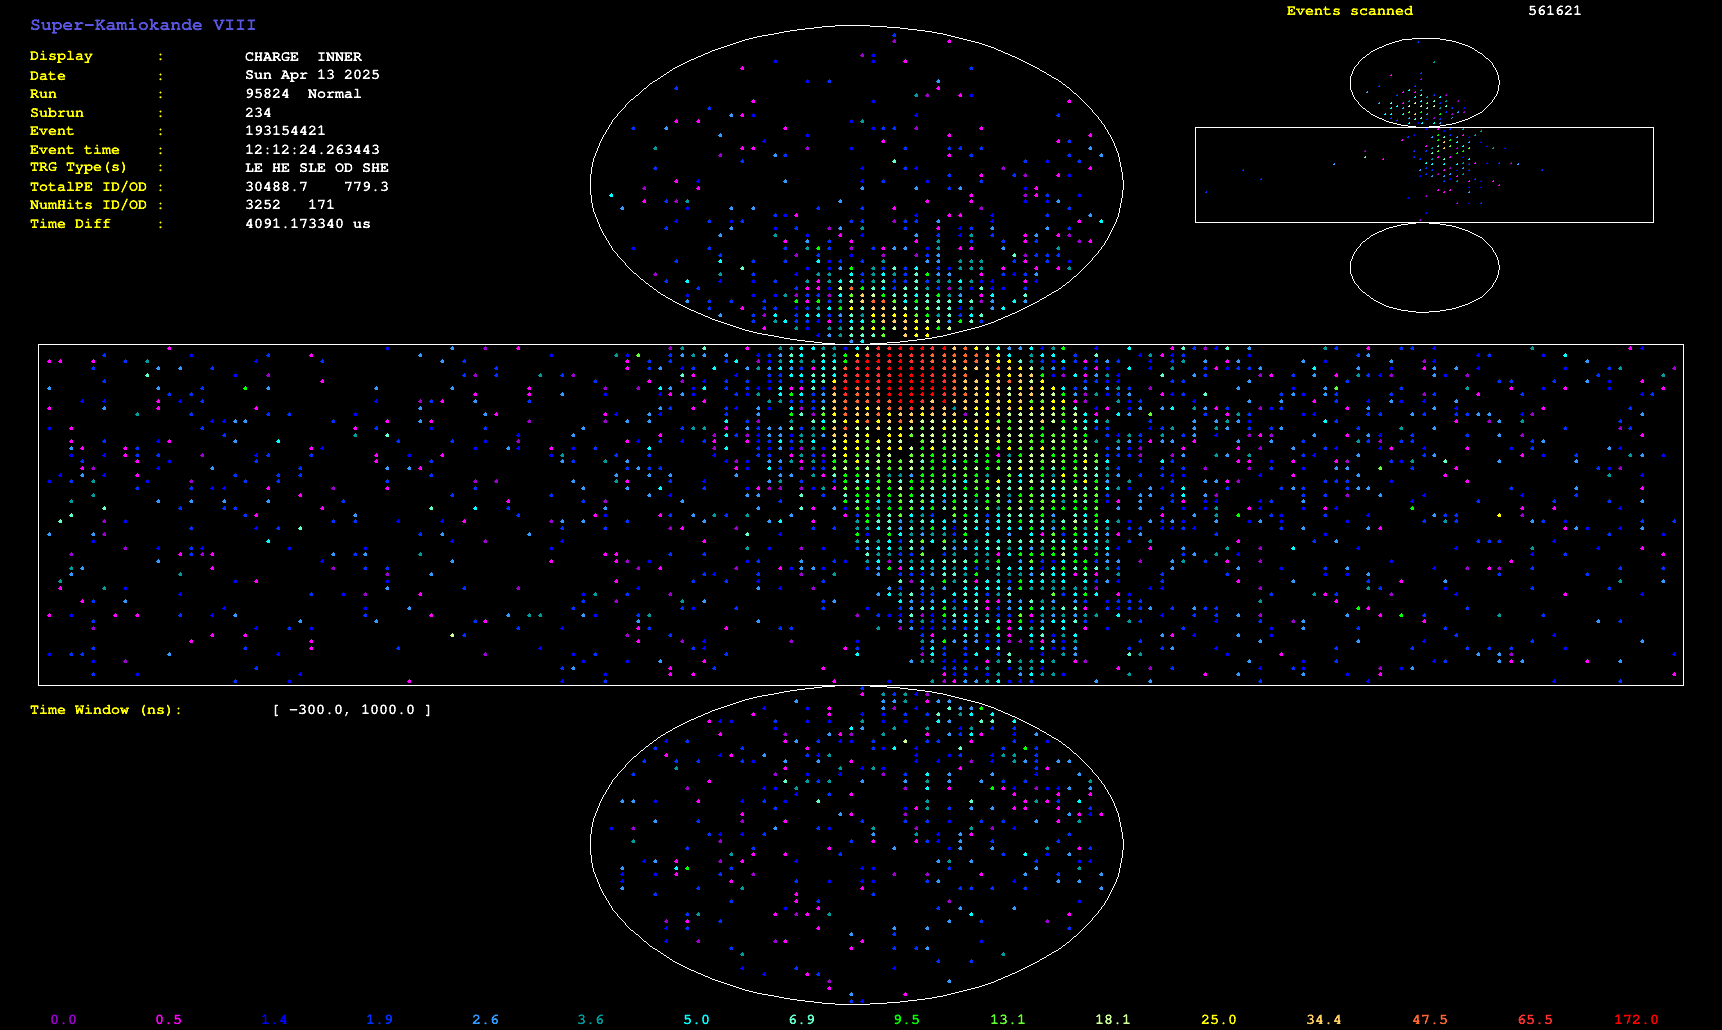 Super-Kamiokande VIII
Events scanned 561621
Display : CHARGE INNER
Date : Sun Apr 13 2025
Run : 95824 Normal
Subrun : 234
Event : 193154421
Event time : 12:12:24.263443
TRG Type(s) : LE HE SLE OD SHE
TotalPE ID/OD : 30488.7 779.3
NumHits ID/OD : 3252 171
Time Diff : 4091.173340 us
Time Window (ns): [ -300.0, 1000.0 ]
0.0 0.5 1.4 1.9 2.6 3.6 5.0 6.9 9.5 13.1 18.1 25.0 34.4 47.5 65.5 172.0